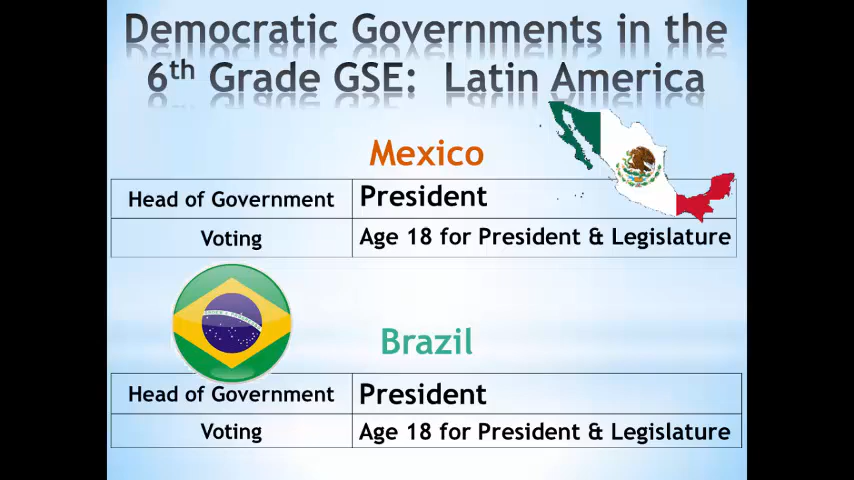 Democratic Governments in the
6th Grade GSE: Latin America
Mexico
Head of Government President
Voting Age 18 for President & Legislature
Brazil
Head of Government President
Voting Age 18 for President & Legislature